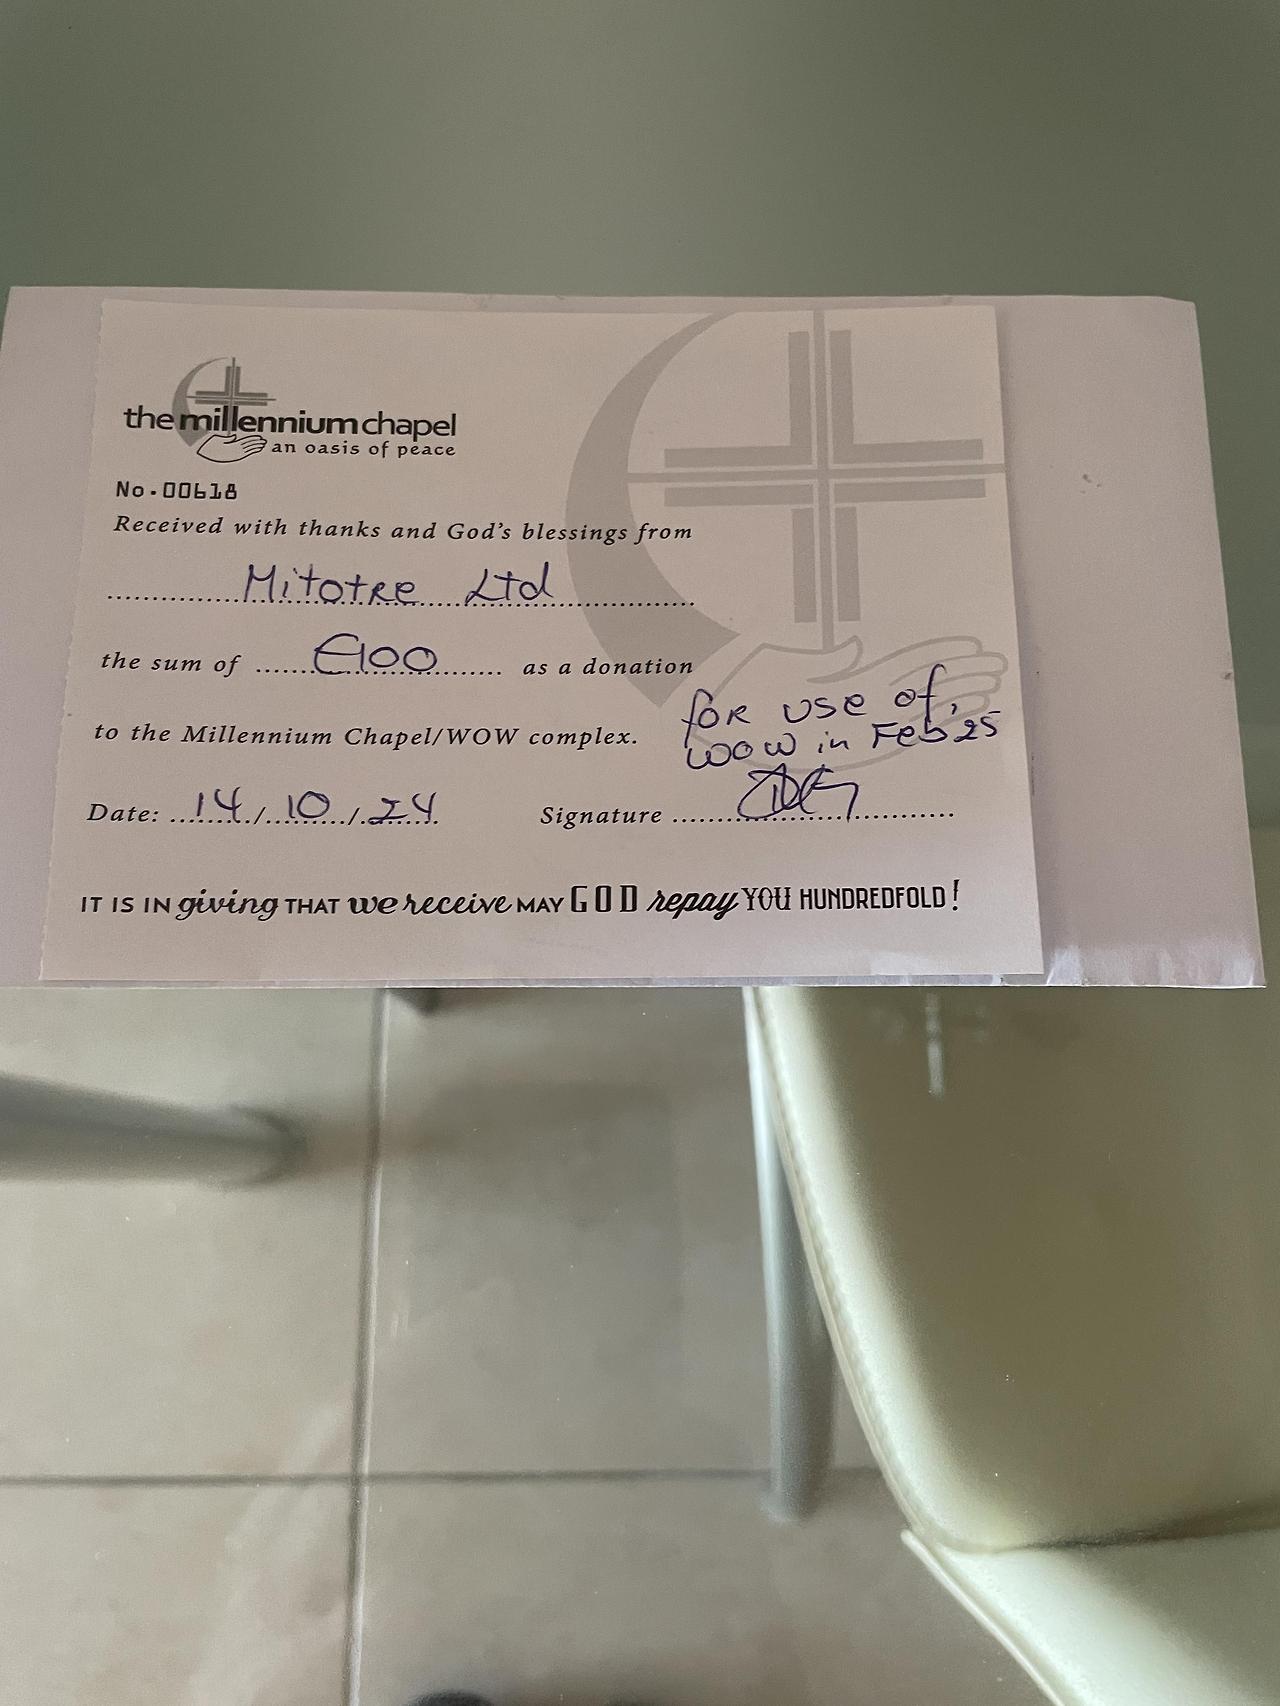 the millennium chapel
an oasis of peace
No. 00618
Received with thanks and God's blessings from
Mitotre Ltd
the sum of €100 as a donation
to the Millennium Chapel/WOW complex. for use of
WOW in Feb, 25
Date: 14/10/24 Signature
IT IS IN giving THAT we receive MAY GOD repay YOU HUNDREDFOLD!